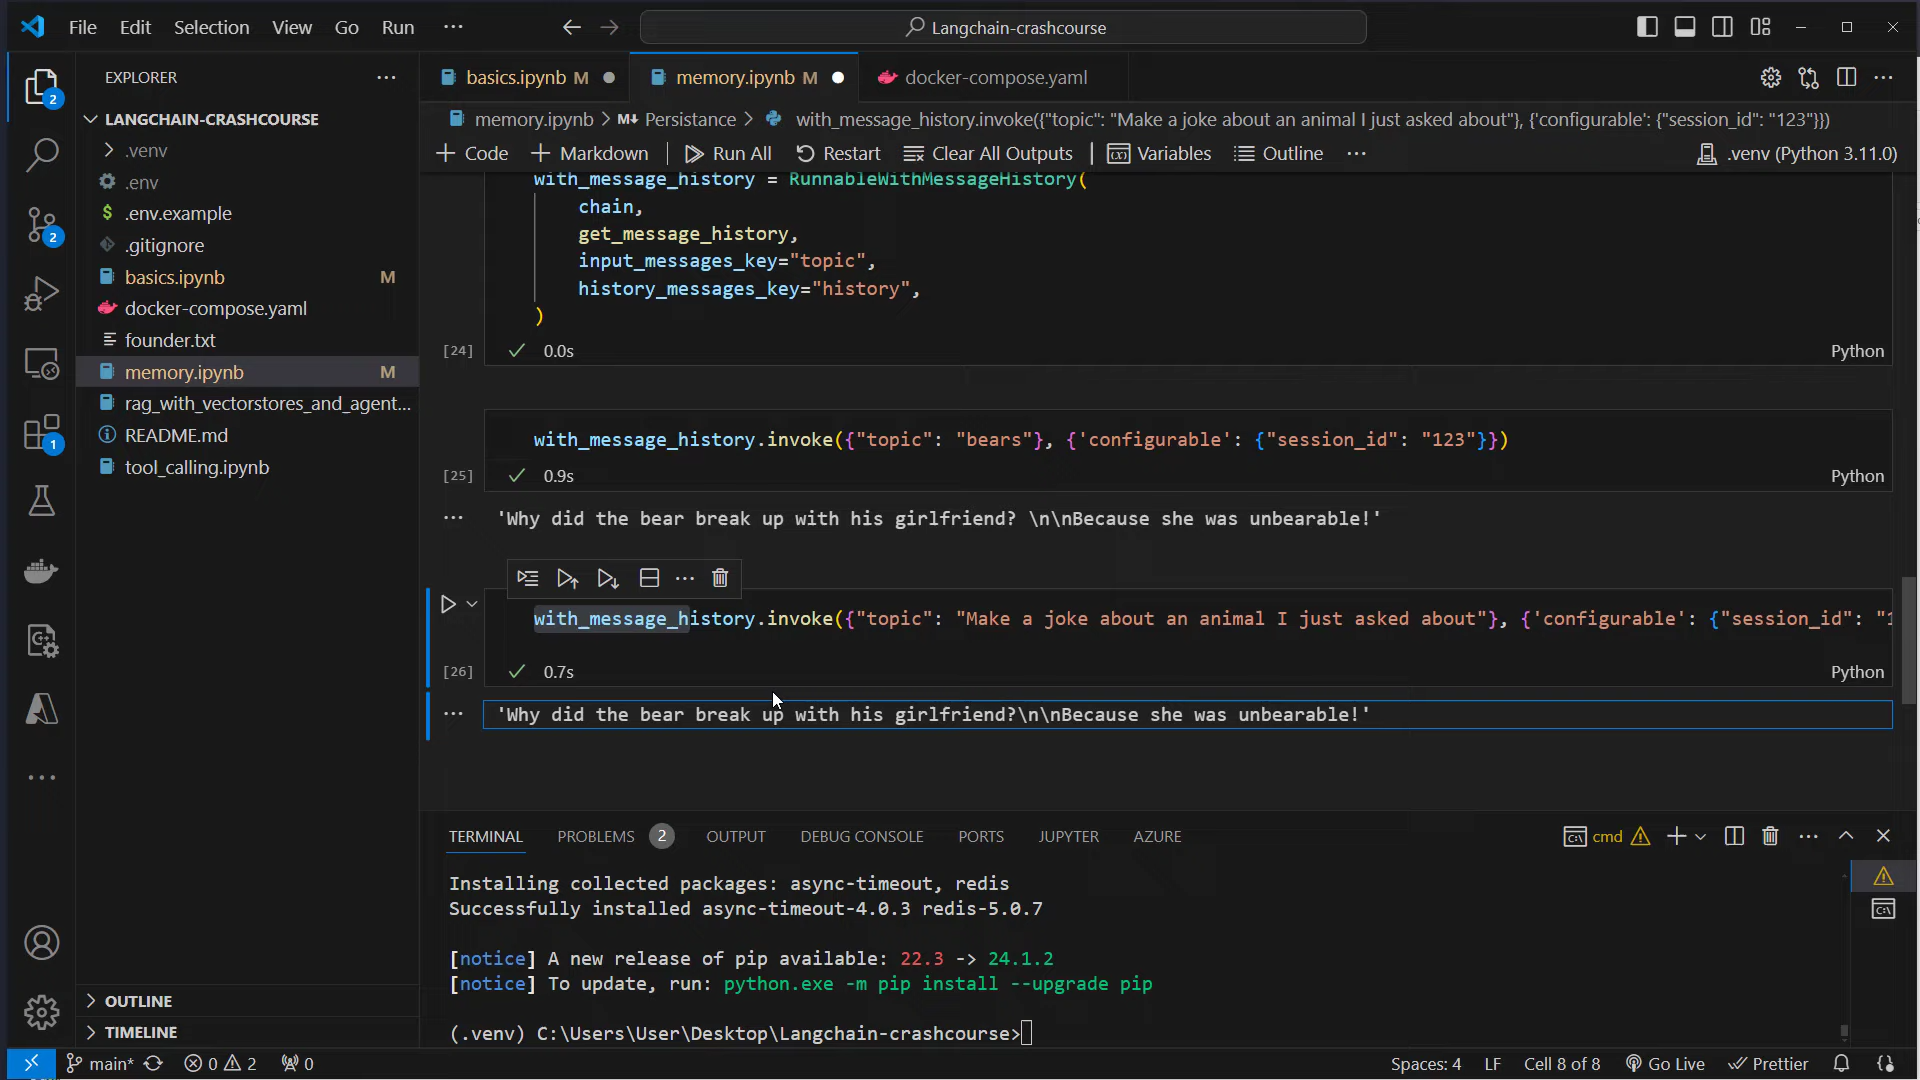 File Edit Selection View Go Run ···
Langchain-crashcourse
EXPLORER
LANGCHAIN-CRASHCOURSE
.venv
.env
.env.example
.gitignore
basics.ipynb M
docker-compose.yaml
founder.txt
memory.ipynb M
rag_with_vectorstores_and_agent...
README.md
tool_calling.ipynb
OUTLINE
TIMELINE
2
2
1
basics.ipynb M
memory.ipynb M
docker-compose.yaml
memory.ipynb > M↓ Persistance > with_message_history.invoke({"topic": "Make a joke about an animal I just asked about"}, {'configurable': {"session_id": "123"}})
+ Code + Markdown Run All Restart Clear All Outputs Variables Outline ··· .venv (Python 3.11.0)
with_message_history = RunnableWithMessageHistory(
chain,
get_message_history,
input_messages_key="topic",
history_messages_key="history",
)
[24] ✓ 0.0s Python
with_message_history.invoke({"topic": "bears"}, {'configurable': {"session_id": "123"}})
[25] ✓ 0.9s Python
··· 'Why did the bear break up with his girlfriend? \n\nBecause she was unbearable!'
with_message_history.invoke({"topic": "Make a joke about an animal I just asked about"}, {'configurable': {"session_id": "1
[26] ✓ 0.7s Python
··· 'Why did the bear break up with his girlfriend?\n\nBecause she was unbearable!'
TERMINAL PROBLEMS 2 OUTPUT DEBUG CONSOLE PORTS JUPYTER AZURE cmd
Installing collected packages: async-timeout, redis
Successfully installed async-timeout-4.0.3 redis-5.0.7
[notice] A new release of pip available: 22.3 -> 24.1.2
[notice] To update, run: python.exe -m pip install --upgrade pip
(.venv) C:\Users\User\Desktop\Langchain-crashcourse>
main* 0 2 0 Spaces: 4 LF Cell 8 of 8 Go Live Prettier